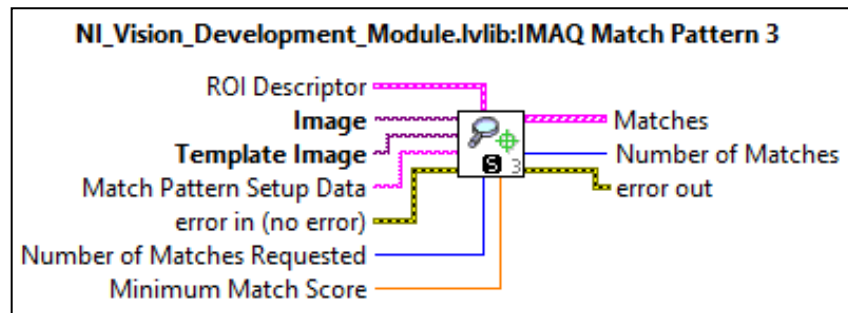 NI_Vision_Development_Module.lvlib:IMAQ Match Pattern 3
ROI Descriptor
Image
Matches
Template Image
Number of Matches
Match Pattern Setup Data
S 3
error out
error in (no error)
Number of Matches Requested
Minimum Match Score